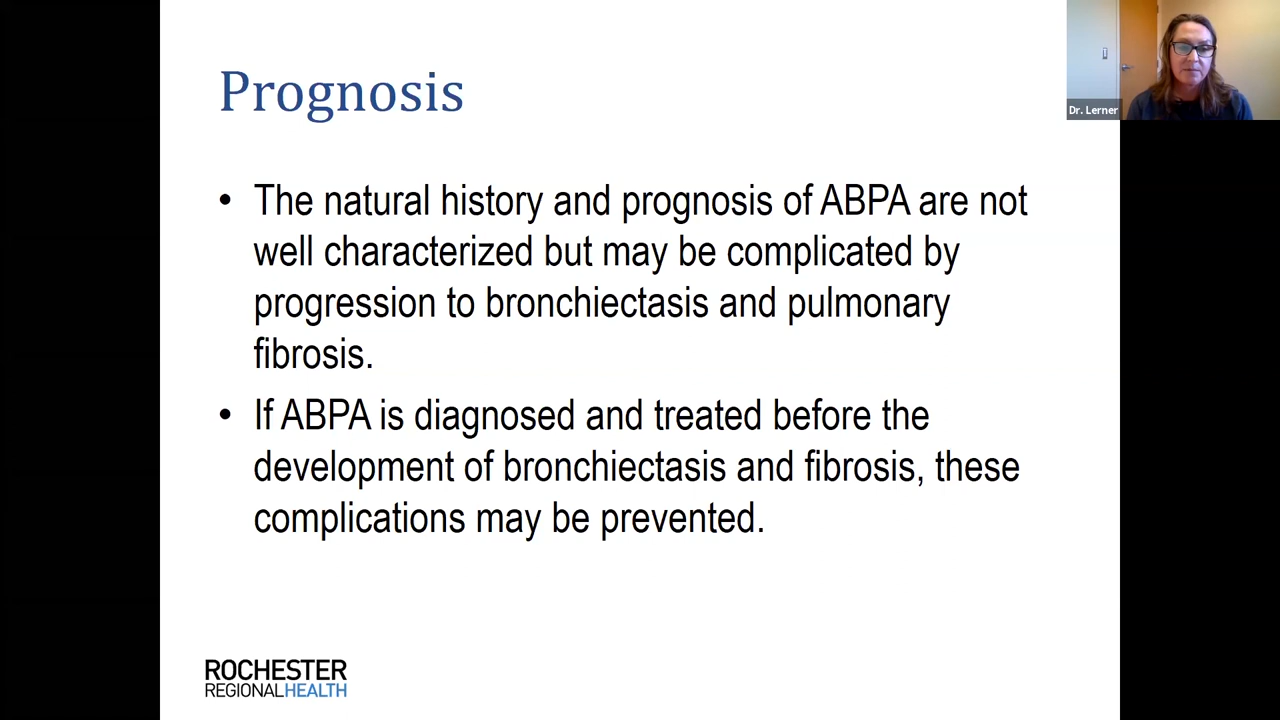 Prognosis
• The natural history and prognosis of ABPA are not
well characterized but may be complicated by
progression to bronchiectasis and pulmonary
fibrosis.
• If ABPA is diagnosed and treated before the
development of bronchiectasis and fibrosis, these
complications may be prevented.
ROCHESTER
REGIONALHEALTH
Dr. Lerner